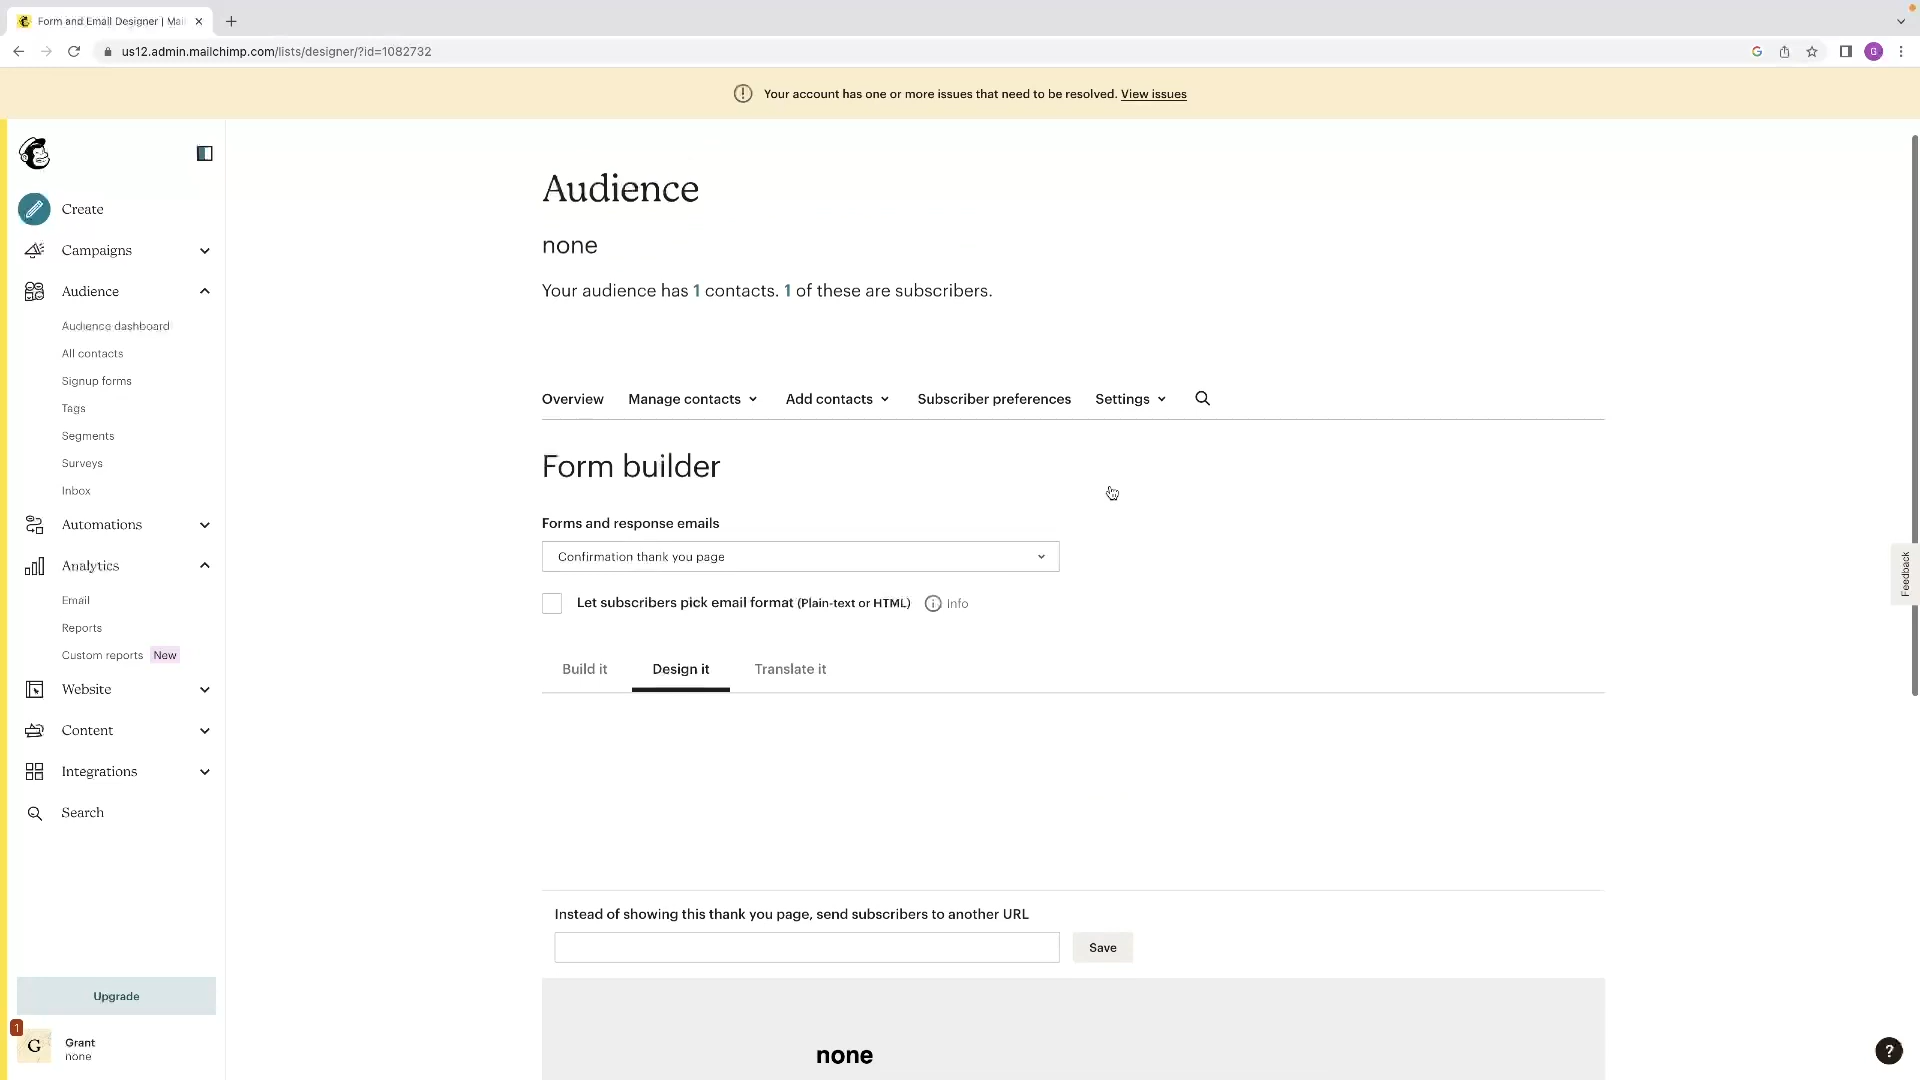 Form and Email Designer | Mai
us12.admin.mailchimp.com/lists/designer/?id=1082732
G
Your account has one or more issues that need to be resolved. View issues
Create
Campaigns
Audience
Audience dashboard
All contacts
Signup forms
Tags
Segments
Surveys
Inbox
Automations
Analytics
Email
Reports
Custom reports New
Website
Content
Integrations
Search
Upgrade
1
G
Grant
none
Audience
none
Your audience has 1 contacts. 1 of these are subscribers.
Overview Manage contacts Add contacts Subscriber preferences Settings
Form builder
Forms and response emails
Confirmation thank you page
Let subscribers pick email format (Plain-text or HTML) Info
Build it Design it Translate it
Instead of showing this thank you page, send subscribers to another URL
Save
none
Feedback
?